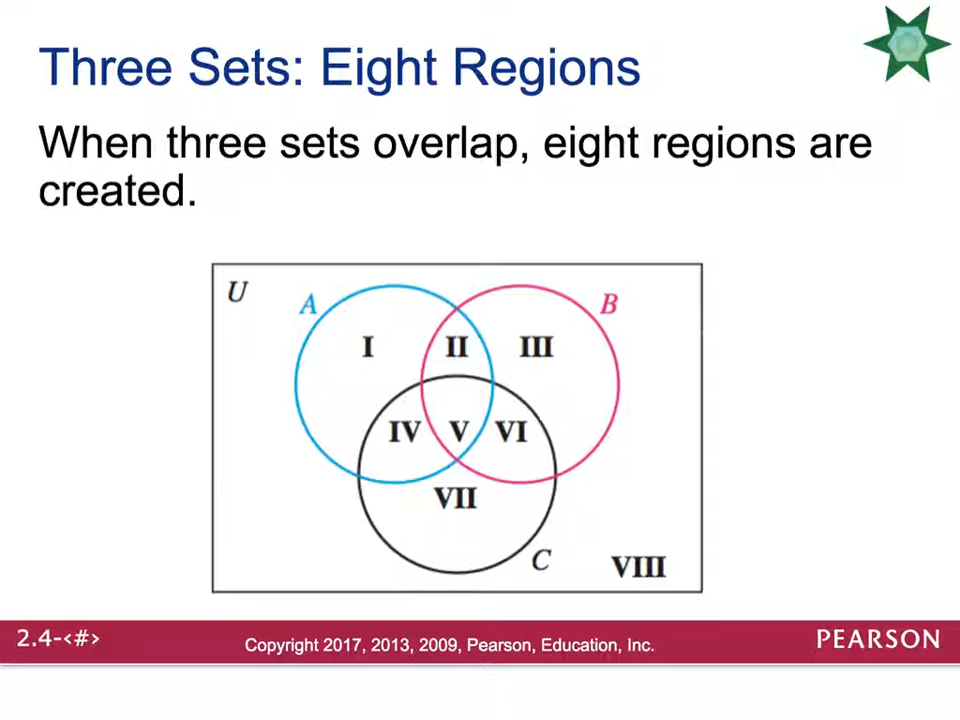 Three Sets: Eight Regions
When three sets overlap, eight regions are
created.
U
A
B
I
II
III
IV
V
VI
VII
C
VIII
2.4-<#>
Copyright 2017, 2013, 2009, Pearson, Education, Inc.
PEARSON